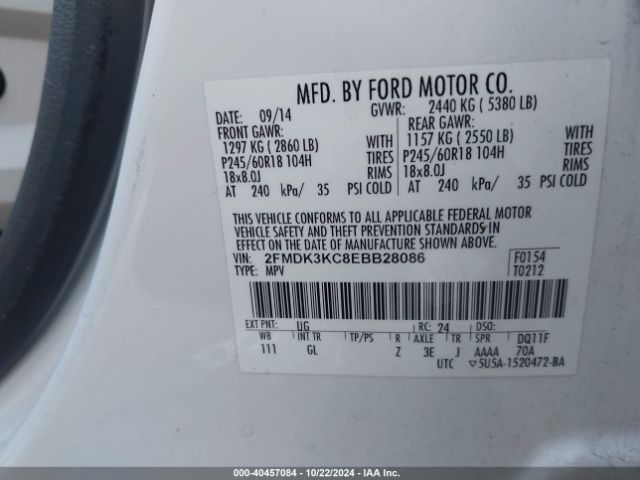 MFD. BY FORD MOTOR CO.
DATE: 09/14 GVWR: 2440 KG ( 5380 LB)
FRONT GAWR: REAR GAWR:
1297 KG ( 2860 LB) WITH 1157 KG ( 2550 LB) WITH
P245/60R18 104H TIRES P245/60R18 104H TIRES
18x8.0J RIMS 18x8.0J RIMS
AT 240 kPa/ 35 PSI COLD AT 240 kPa/ 35 PSI COLD
THIS VEHICLE CONFORMS TO ALL APPLICABLE FEDERAL MOTOR
VEHICLE SAFETY AND THEFT PREVENTION STANDARDS IN
EFFECT ON THE DATE OF MANUFACTURE SHOWN ABOVE.
VIN: 2FMDK3KC8EBB28086 F0154
TYPE: MPV T0212
EXT PNT: UG RC: 24 DSO:
WB INT TR TP/PS R AXLE TR SPR DQ11F
111 GL Z 3E J AAAA 70A
UTC ▽5U5A-1520472-BA
000-40457084 - 10/22/2024 - IAA Inc.